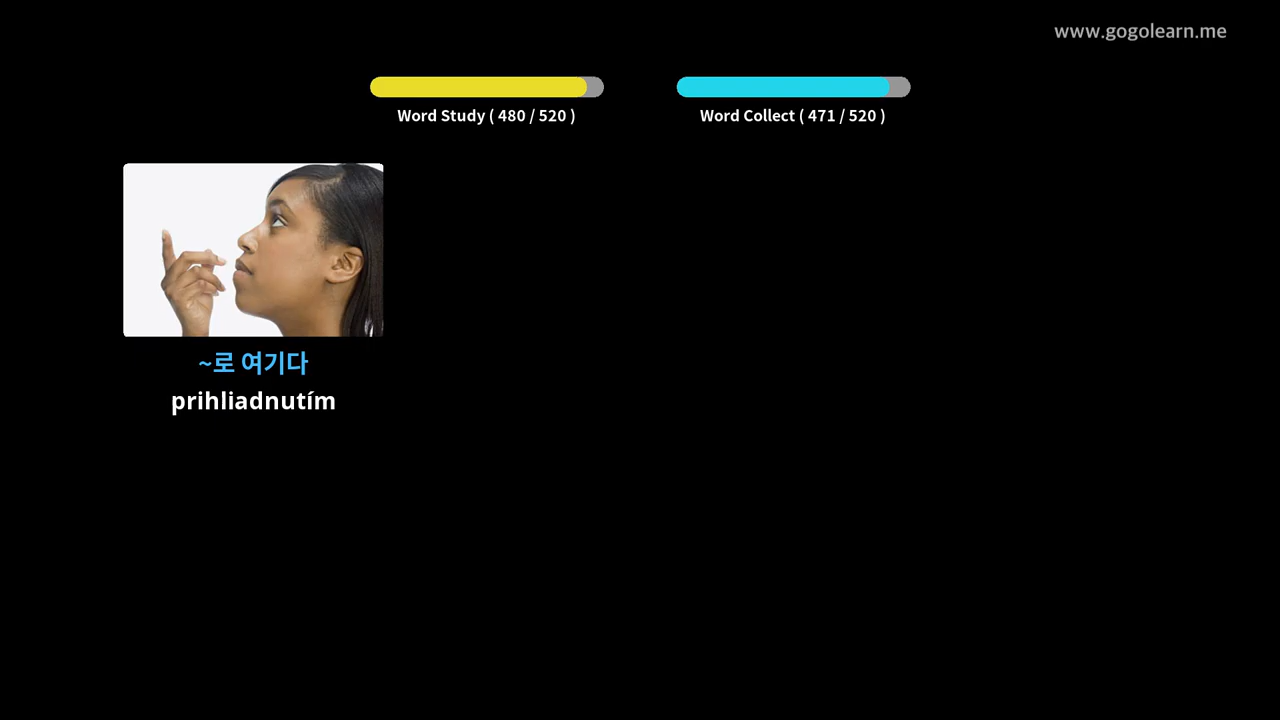 www.gogolearn.me
Word Study ( 480 / 520 )
Word Collect ( 471 / 520 )
~로 여기다
prihliadnutím